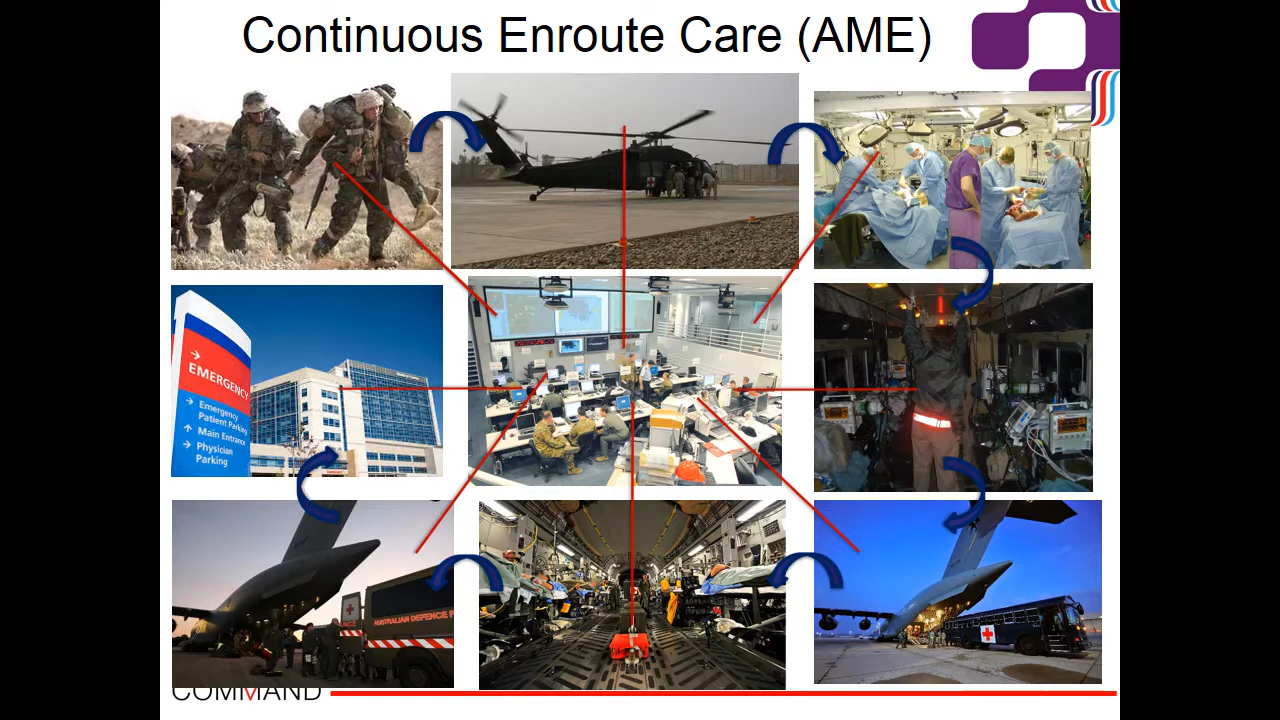 Continuous Enroute Care (AME)
EMERGENCY
Emergency
Patient Parking
Main Entrance
Physician
Parking
AUSTRALIAN DEFENCE F
COMMAND